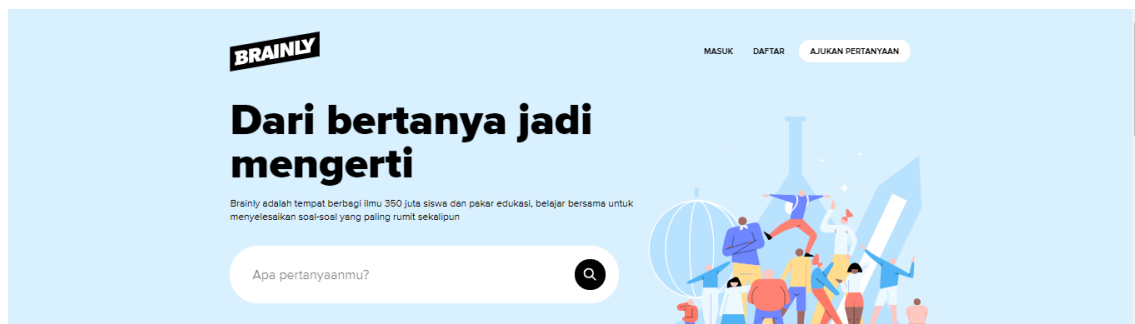 BRAINLY
MASUK DAFTAR AJUKAN PERTANYAAN
Dari bertanya jadi
mengerti
Brainly adalah tempat berbagi ilmu 350 juta siswa dan pakar edukasi, belajar bersama untuk
menyelesaikan soal-soal yang paling rumit sekalipun
Apa pertanyaanmu?